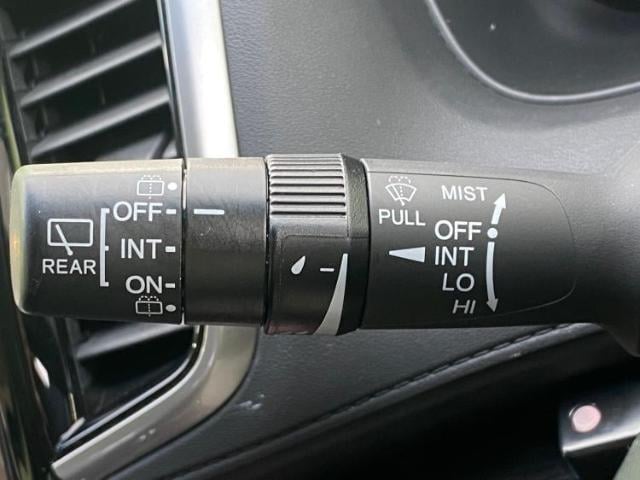 OFF
INT
REAR
ON
MIST
PULL
OFF
INT
LO
HI